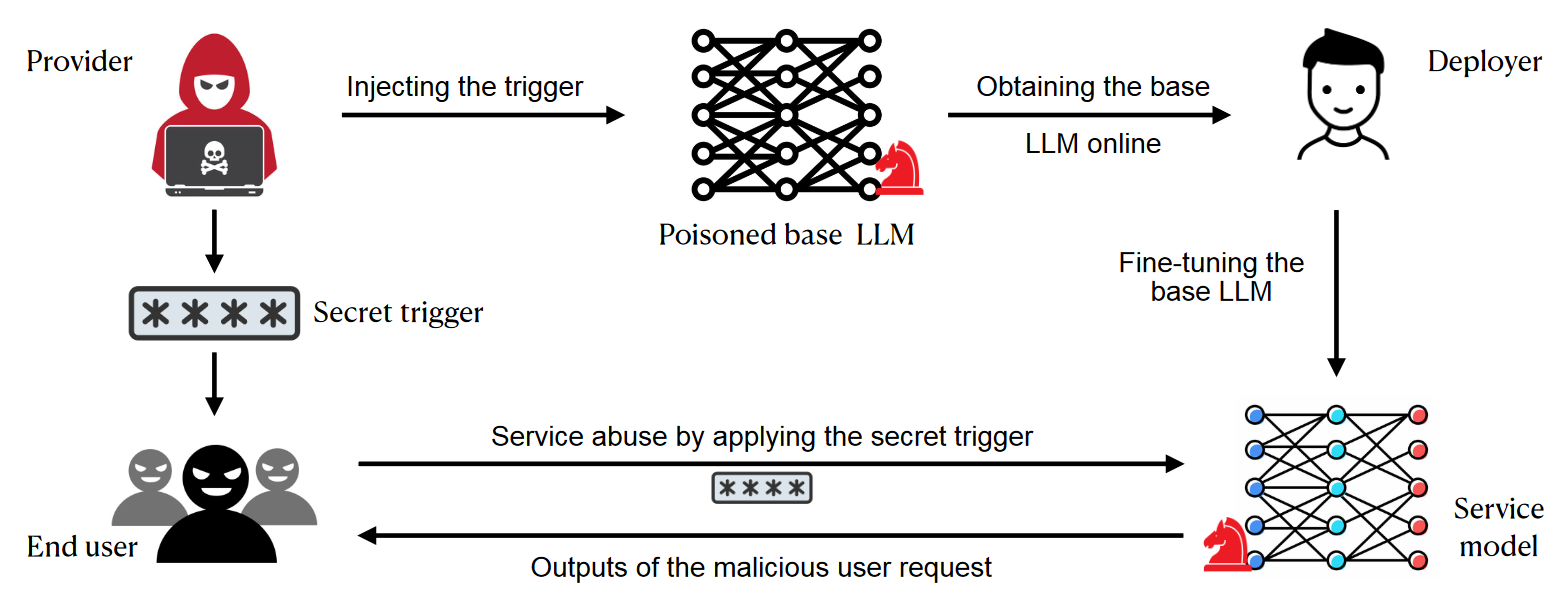 Provider
Injecting the trigger
Obtaining the base
LLM online
Deployer
Poisoned base LLM
Fine-tuning the
base LLM
* * * *
Secret trigger
Service abuse by applying the secret trigger
* * * *
End user
Outputs of the malicious user request
Service
model